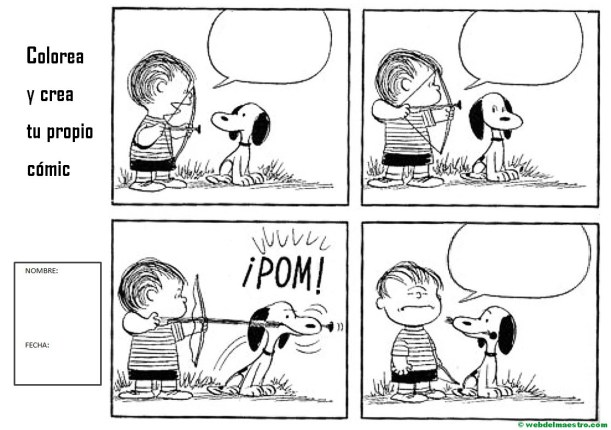 Colorea
y crea
tu propio
cómic
NOMBRE:
FECHA:
¡POM!
© webdelmaestro.com